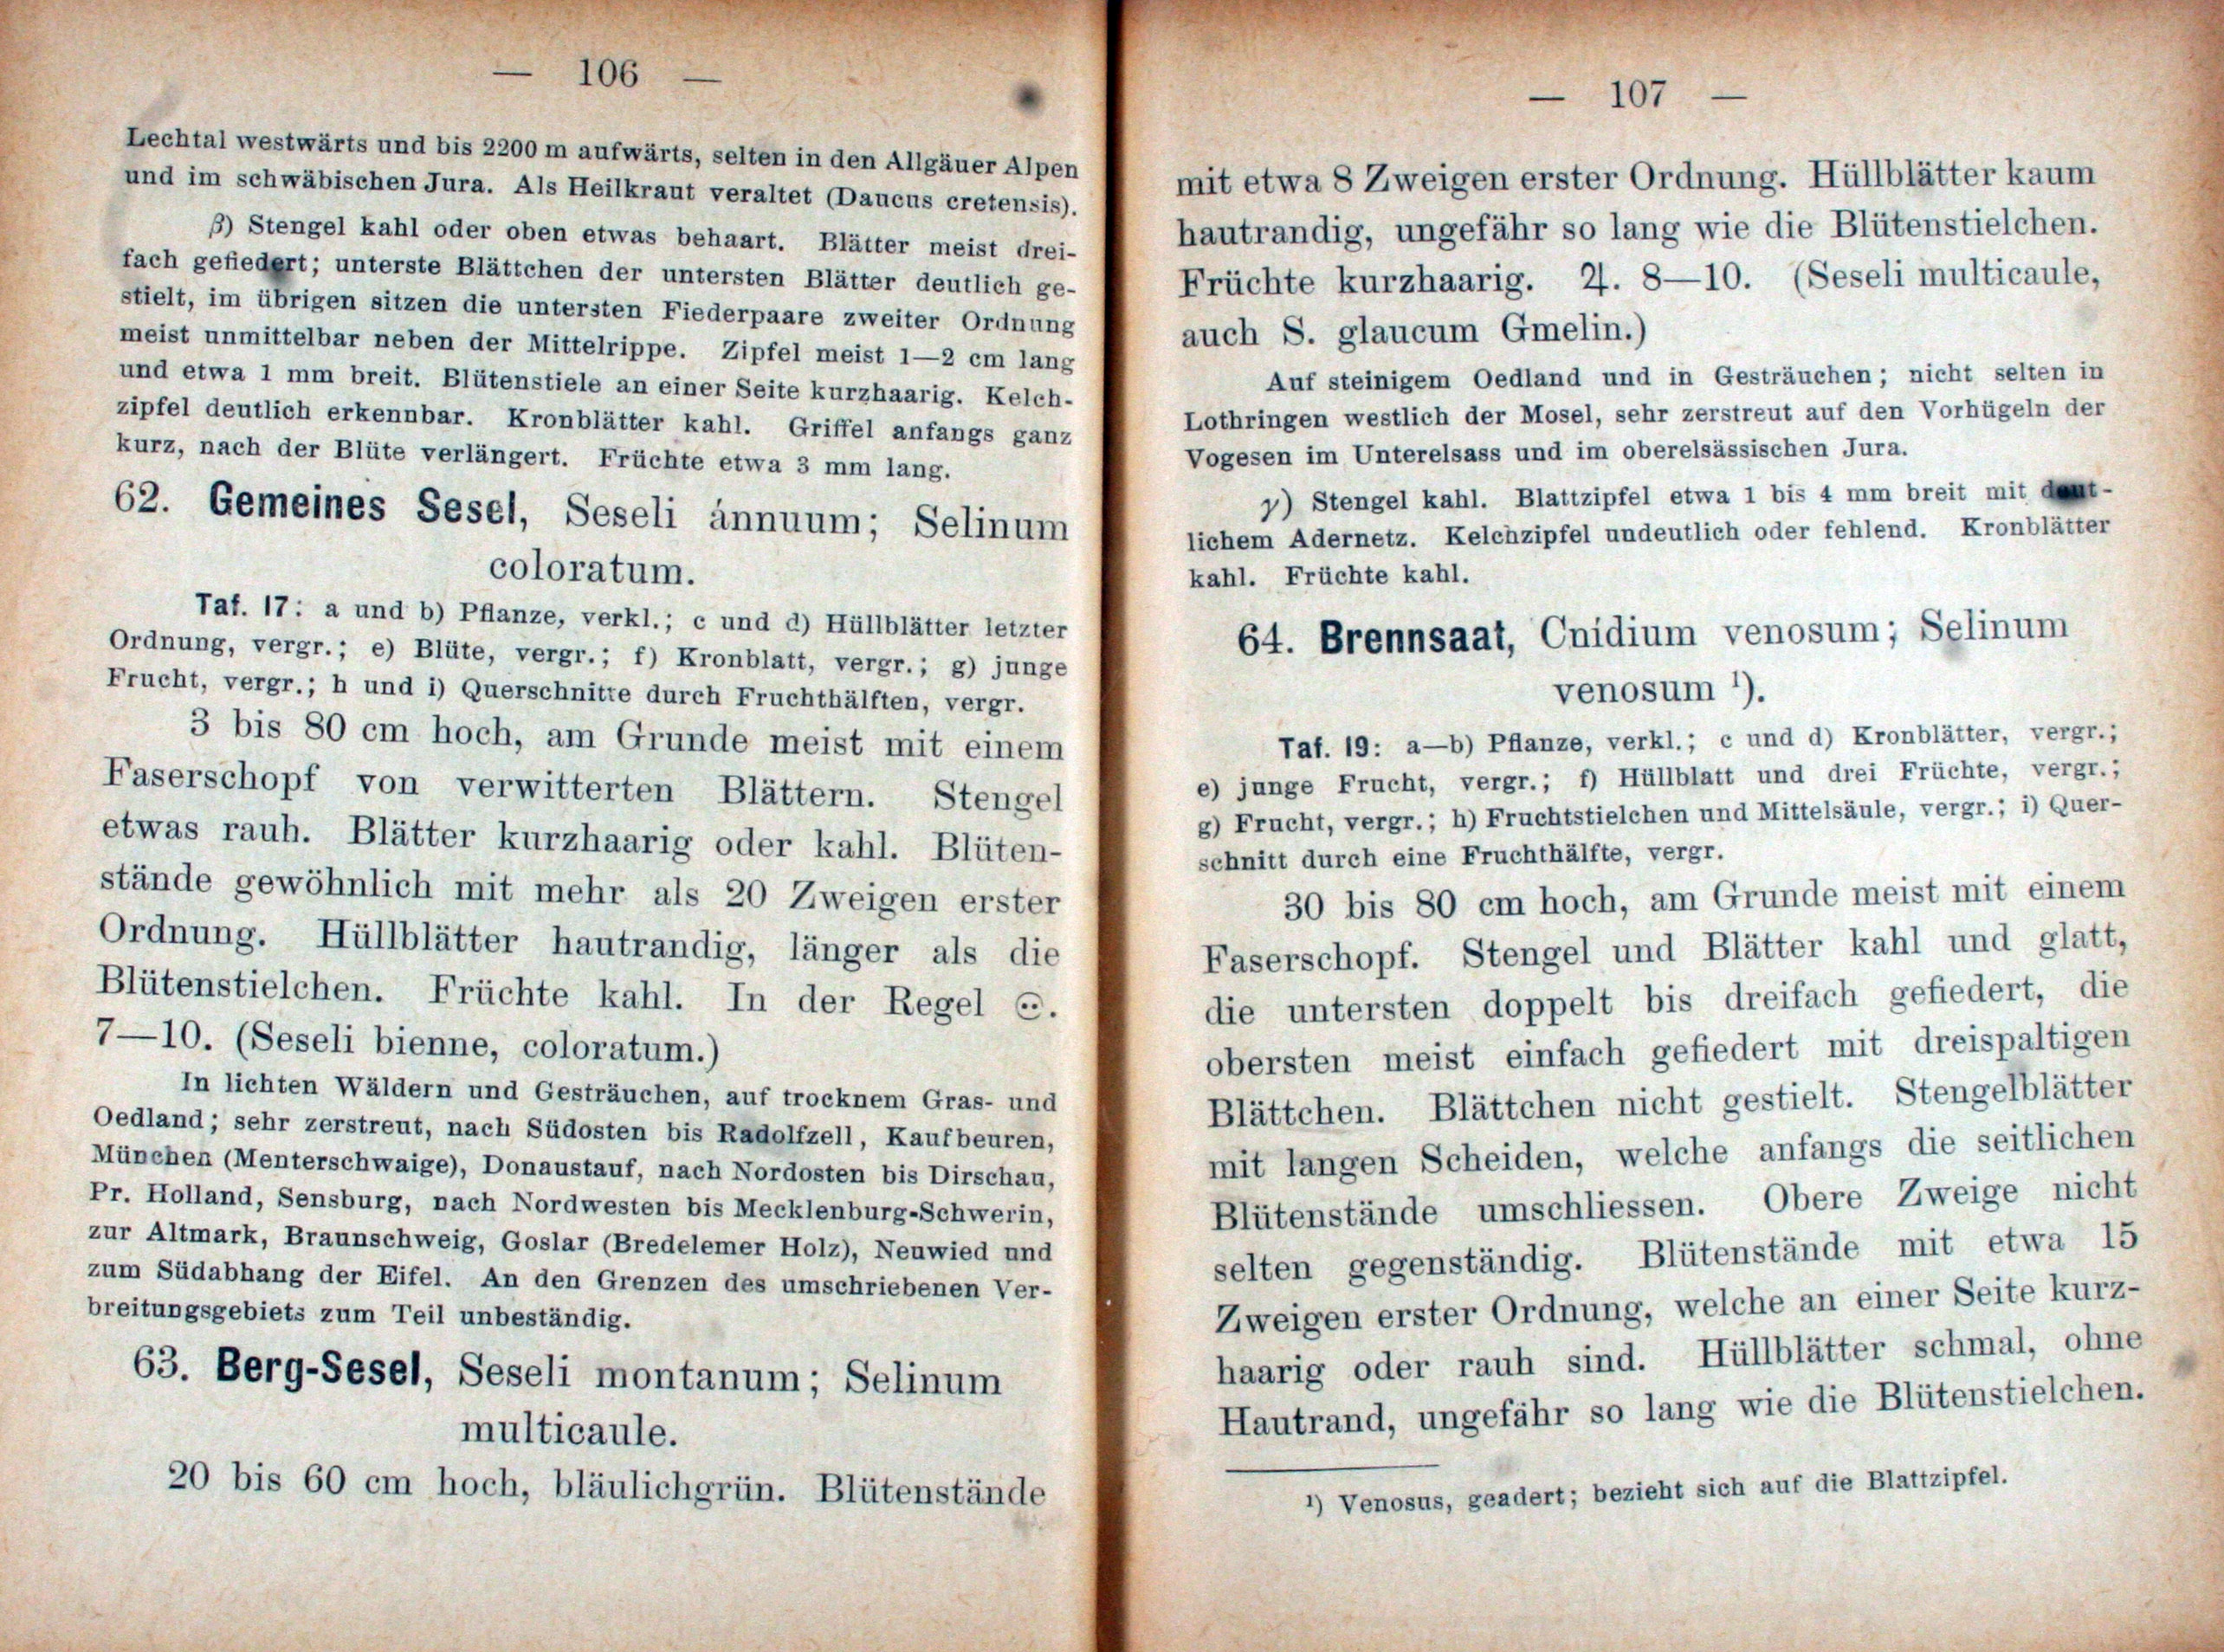 — 106 —
Lechtal westwärts und bis 2200 m aufwärts, selten in den Allgäuer Alpen
und im schwäbischen Jura. Als Heilkraut veraltet (Daucus cretensis).
β) Stengel kahl oder oben etwas behaart. Blätter meist drei-
fach gefiedert; unterste Blättchen der untersten Blätter deutlich ge-
stielt, im übrigen sitzen die untersten Fiederpaare zweiter Ordnung
meist unmittelbar neben der Mittelrippe. Zipfel meist 1—2 cm lang
und etwa 1 mm breit. Blütenstiele an einer Seite kurzhaarig. Kelch-
zipfel deutlich erkennbar. Kronblätter kahl. Griffel anfangs ganz
kurz, nach der Blüte verlängert. Früchte etwa 3 mm lang.
62. Gemeines Sesel, Seseli ánnuum; Selinum
coloratum.
Taf. 17: a und b) Pflanze, verkl.; c und d) Hüllblätter letzter
Ordnung, vergr.; e) Blüte, vergr.; f) Kronblatt, vergr.; g) junge
Frucht, vergr.; h und i) Querschnitte durch Fruchthälften, vergr.
3 bis 80 cm hoch, am Grunde meist mit einem
Faserschopf von verwitterten Blättern. Stengel
etwas rauh. Blätter kurzhaarig oder kahl. Blüten-
stände gewöhnlich mit mehr als 20 Zweigen erster
Ordnung. Hüllblätter hautrandig, länger als die
Blütenstielchen. Früchte kahl. In der Regel ⚇.
7—10. (Seseli bienne, coloratum.)
In lichten Wäldern und Gesträuchen, auf trocknem Gras- und
Oedland; sehr zerstreut, nach Südosten bis Radolfzell, Kaufbeuren,
München (Menterschwaige), Donaustauf, nach Nordosten bis Dirschau,
Pr. Holland, Sensburg, nach Nordwesten bis Mecklenburg-Schwerin,
zur Altmark, Braunschweig, Goslar (Bredelemer Holz), Neuwied und
zum Südabhang der Eifel. An den Grenzen des umschriebenen Ver-
breitungsgebiets zum Teil unbeständig.
63. Berg-Sesel, Seseli montanum; Selinum
multicaule.
20 bis 60 cm hoch, bläulichgrün. Blütenstände
— 107 —
mit etwa 8 Zweigen erster Ordnung. Hüllblätter kaum
hautrandig, ungefähr so lang wie die Blütenstielchen.
Früchte kurzhaarig. ♃. 8—10. (Seseli multicaule,
auch S. glaucum Gmelin.)
Auf steinigem Oedland und in Gesträuchen; nicht selten in
Lothringen westlich der Mosel, sehr zerstreut auf den Vorhügeln der
Vogesen im Unterelsass und im oberelsässischen Jura.
γ) Stengel kahl. Blattzipfel etwa 1 bis 4 mm breit mit deut-
lichem Adernetz. Kelchzipfel undeutlich oder fehlend. Kronblätter
kahl. Früchte kahl.
64. Brennsaat, Cnídium venosum; Selinum
venosum ¹).
Taf. 19: a—b) Pflanze, verkl.; c und d) Kronblätter, vergr.;
e) junge Frucht, vergr.; f) Hüllblatt und drei Früchte, vergr.;
g) Frucht, vergr.; h) Fruchtstielchen und Mittelsäule, vergr.; i) Quer-
schnitt durch eine Fruchthälfte, vergr.
30 bis 80 cm hoch, am Grunde meist mit einem
Faserschopf. Stengel und Blätter kahl und glatt,
die untersten doppelt bis dreifach gefiedert, die
obersten meist einfach gefiedert mit dreispaltigen
Blättchen. Blättchen nicht gestielt. Stengelblätter
mit langen Scheiden, welche anfangs die seitlichen
Blütenstände umschliessen. Obere Zweige nicht
selten gegenständig. Blütenstände mit etwa 15
Zweigen erster Ordnung, welche an einer Seite kurz-
haarig oder rauh sind. Hüllblätter schmal, ohne
Hautrand, ungefähr so lang wie die Blütenstielchen.
¹) Venosus, geadert; bezieht sich auf die Blattzipfel.